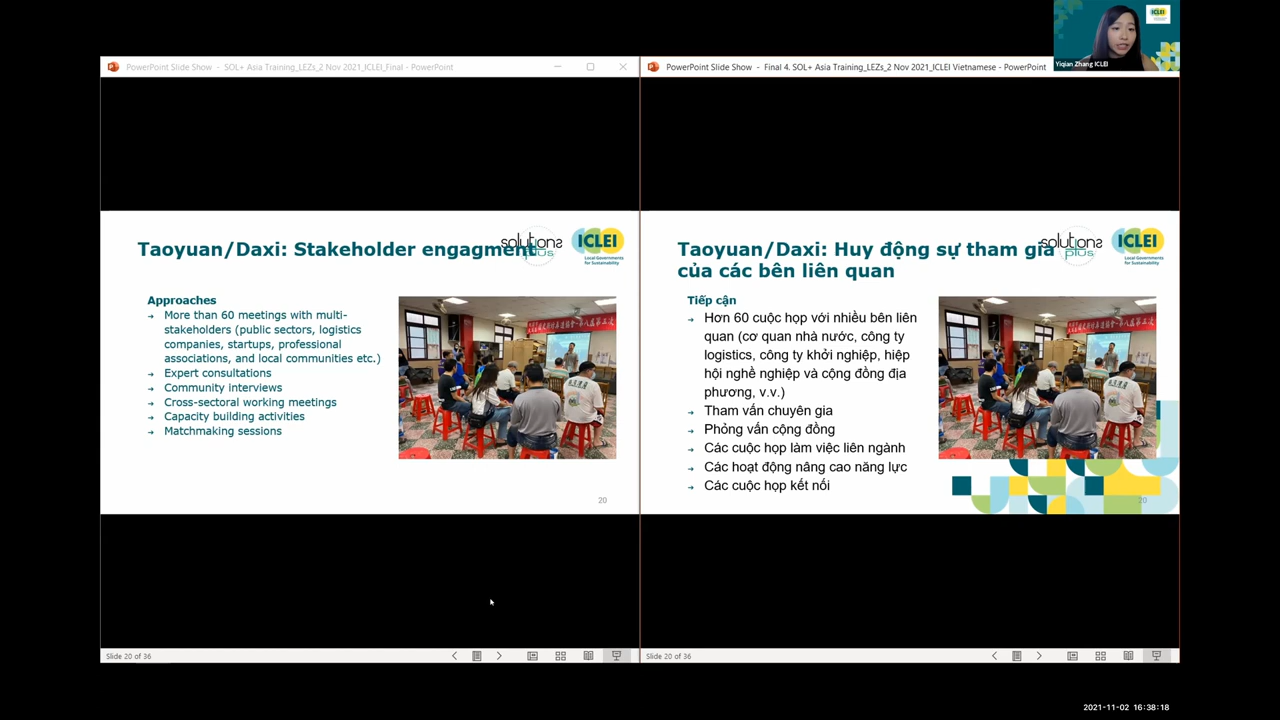 PowerPoint Slide Show - SOL+ Asia Training_LEZs_2 Nov 2021_ICLEI_Final - PowerPoint
PowerPoint Slide Show - Final 4. SOL+ Asia Training_LEZs_2 Nov 2021_ICLEI Vietnamese - PowerPoint
ICLEI
Yiqian Zhang ICLEI
Taoyuan/Daxi: Stakeholder engagment
solutions
plus
ICLEI
Local Governments
for Sustainability
Approaches
→ More than 60 meetings with multi-
stakeholders (public sectors, logistics
companies, startups, professional
associations, and local communities etc.)
→ Expert consultations
→ Community interviews
→ Cross-sectoral working meetings
→ Capacity building activities
→ Matchmaking sessions
20
Slide 20 of 36
Taoyuan/Daxi: Huy động sự tham gia
của các bên liên quan
solutions
plus
ICLEI
Local Governments
for Sustainability
Tiếp cận
→ Hơn 60 cuộc họp với nhiều bên liên
quan (cơ quan nhà nước, công ty
logistics, công ty khởi nghiệp, hiệp
hội nghề nghiệp và cộng đồng địa
phương, v.v.)
→ Tham vấn chuyên gia
→ Phỏng vấn cộng đồng
→ Các cuộc họp làm việc liên ngành
→ Các hoạt động nâng cao năng lực
→ Các cuộc họp kết nối
20
Slide 20 of 36
2021-11-02 16:38:18